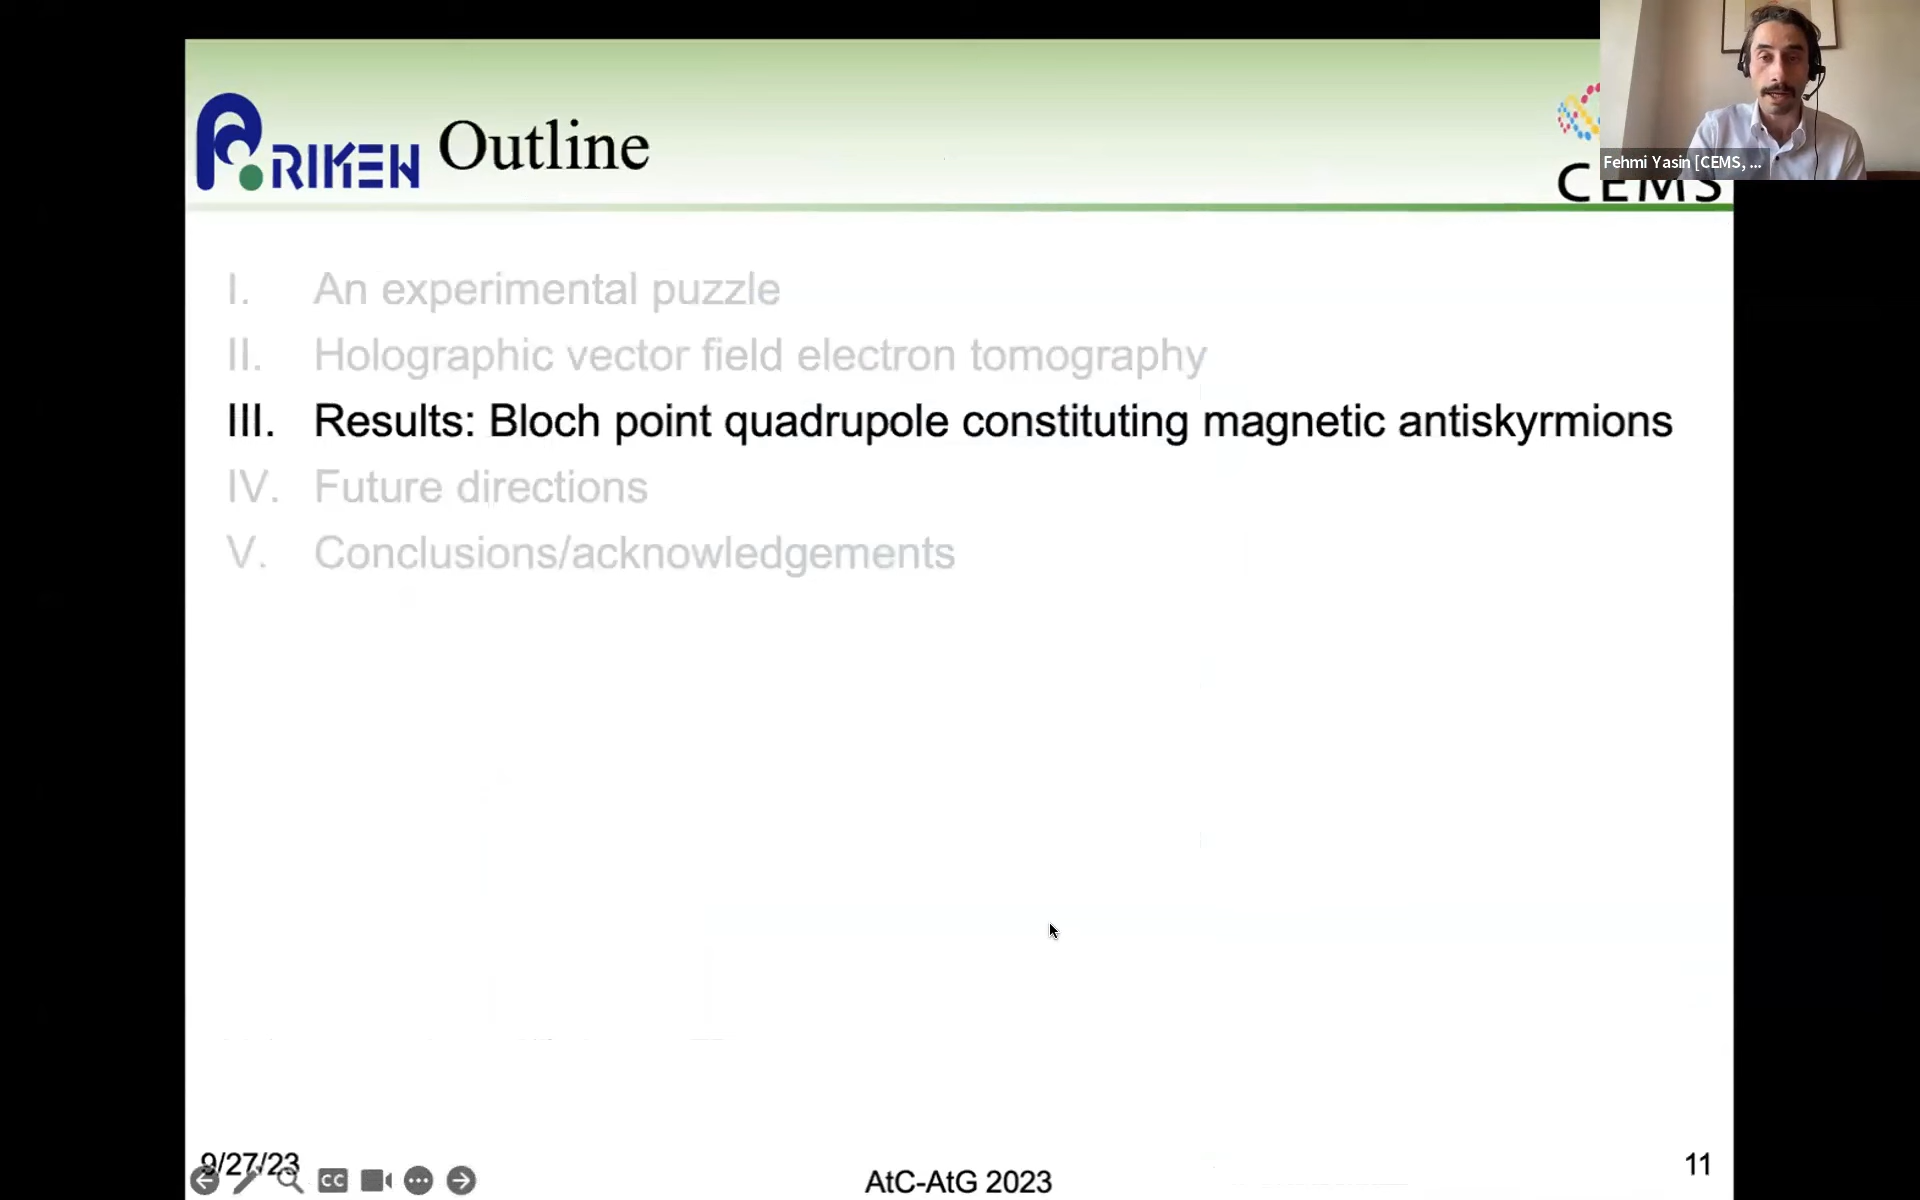 RIKEN
Outline
CEMS
Fehmi Yasin [CEMS, ...
I. An experimental puzzle
II. Holographic vector field electron tomography
III. Results: Bloch point quadrupole constituting magnetic antiskyrmions
IV. Future directions
V. Conclusions/acknowledgements
9/27/23
CC
AtC-AtG 2023
11